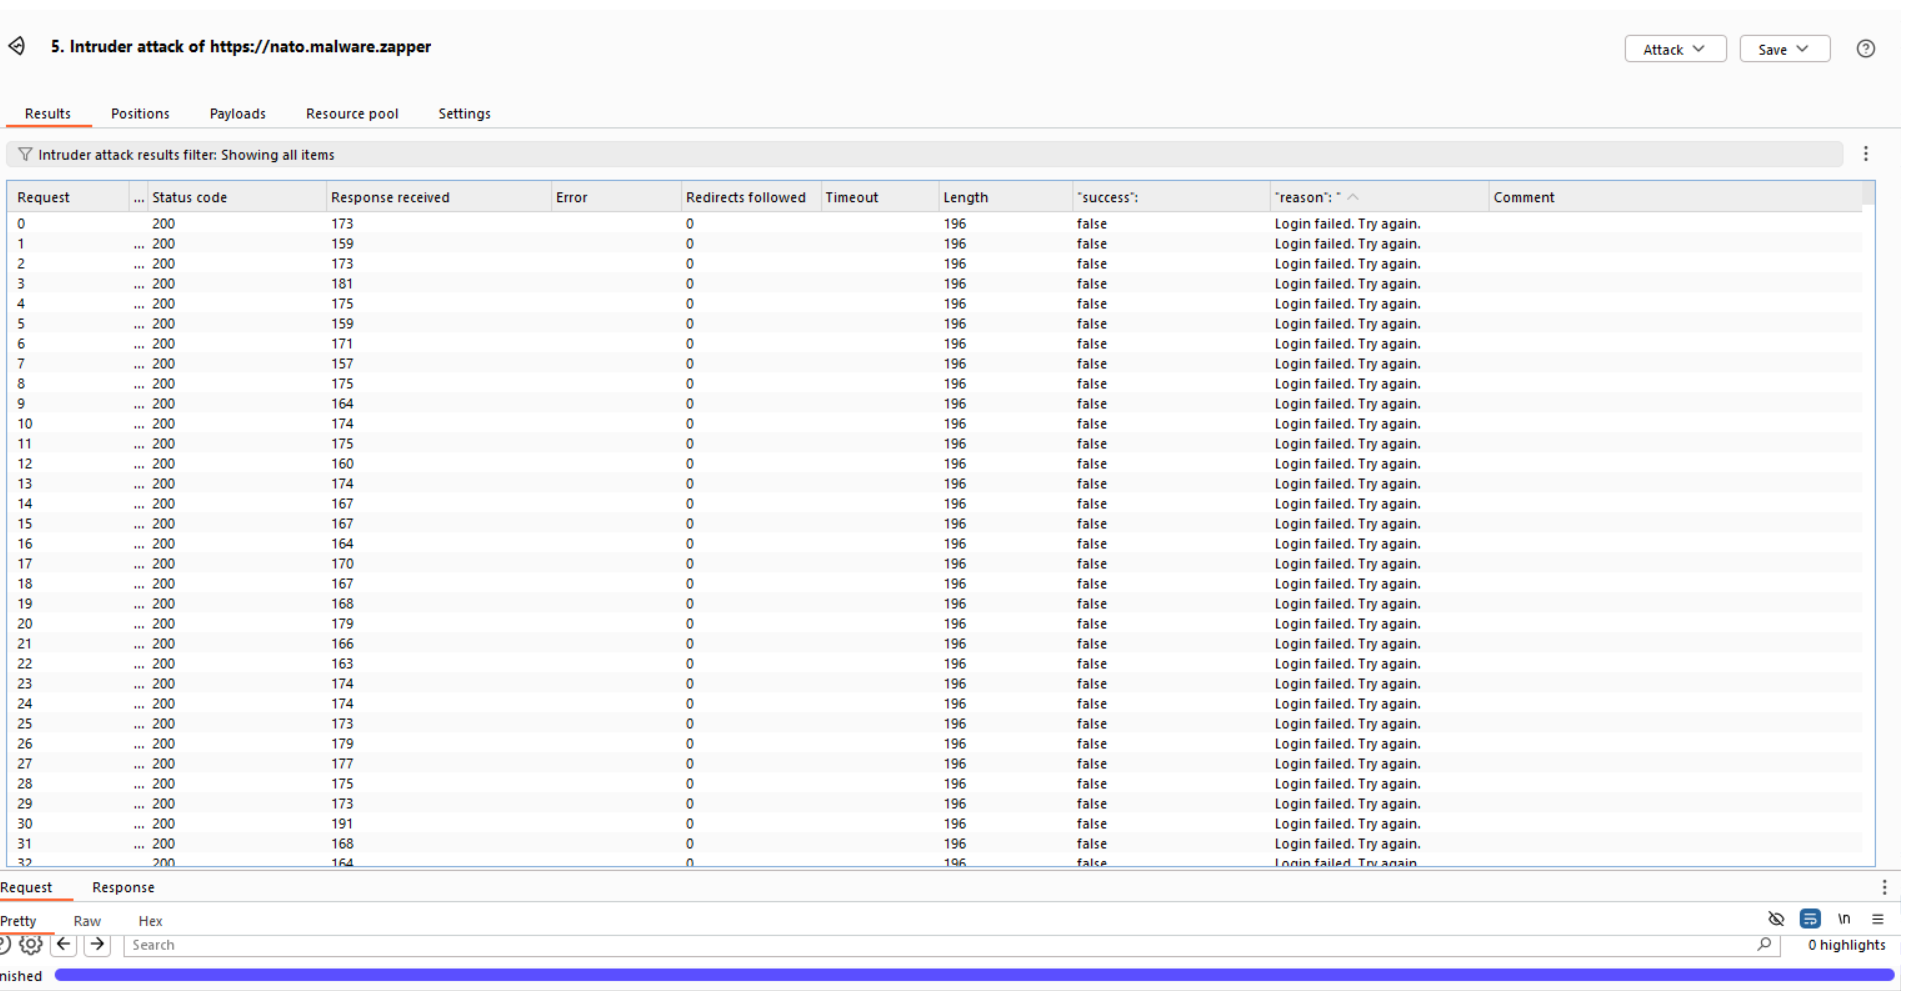 5. Intruder attack of https://nato.malware.zapper
Attack Save
Results Positions Payloads Resource pool Settings
Intruder attack results filter: Showing all items
Request ... Status code Response received Error Redirects followed Timeout Length "success": "reason": " Comment
0 200 173 0 196 false Login failed. Try again.
1 ... 200 159 0 196 false Login failed. Try again.
2 ... 200 173 0 196 false Login failed. Try again.
3 ... 200 181 0 196 false Login failed. Try again.
4 ... 200 175 0 196 false Login failed. Try again.
5 ... 200 159 0 196 false Login failed. Try again.
6 ... 200 171 0 196 false Login failed. Try again.
7 ... 200 157 0 196 false Login failed. Try again.
8 ... 200 175 0 196 false Login failed. Try again.
9 ... 200 164 0 196 false Login failed. Try again.
10 ... 200 174 0 196 false Login failed. Try again.
11 ... 200 175 0 196 false Login failed. Try again.
12 ... 200 160 0 196 false Login failed. Try again.
13 ... 200 174 0 196 false Login failed. Try again.
14 ... 200 167 0 196 false Login failed. Try again.
15 ... 200 167 0 196 false Login failed. Try again.
16 ... 200 164 0 196 false Login failed. Try again.
17 ... 200 170 0 196 false Login failed. Try again.
18 ... 200 167 0 196 false Login failed. Try again.
19 ... 200 168 0 196 false Login failed. Try again.
20 ... 200 179 0 196 false Login failed. Try again.
21 ... 200 166 0 196 false Login failed. Try again.
22 ... 200 163 0 196 false Login failed. Try again.
23 ... 200 174 0 196 false Login failed. Try again.
24 ... 200 174 0 196 false Login failed. Try again.
25 ... 200 173 0 196 false Login failed. Try again.
26 ... 200 179 0 196 false Login failed. Try again.
27 ... 200 177 0 196 false Login failed. Try again.
28 ... 200 175 0 196 false Login failed. Try again.
29 ... 200 173 0 196 false Login failed. Try again.
30 ... 200 191 0 196 false Login failed. Try again.
31 ... 200 168 0 196 false Login failed. Try again.
32 200 164 0 196 false Login failed. Try again.
Request Response
Pretty Raw Hex \n
Search 0 highlights
nished